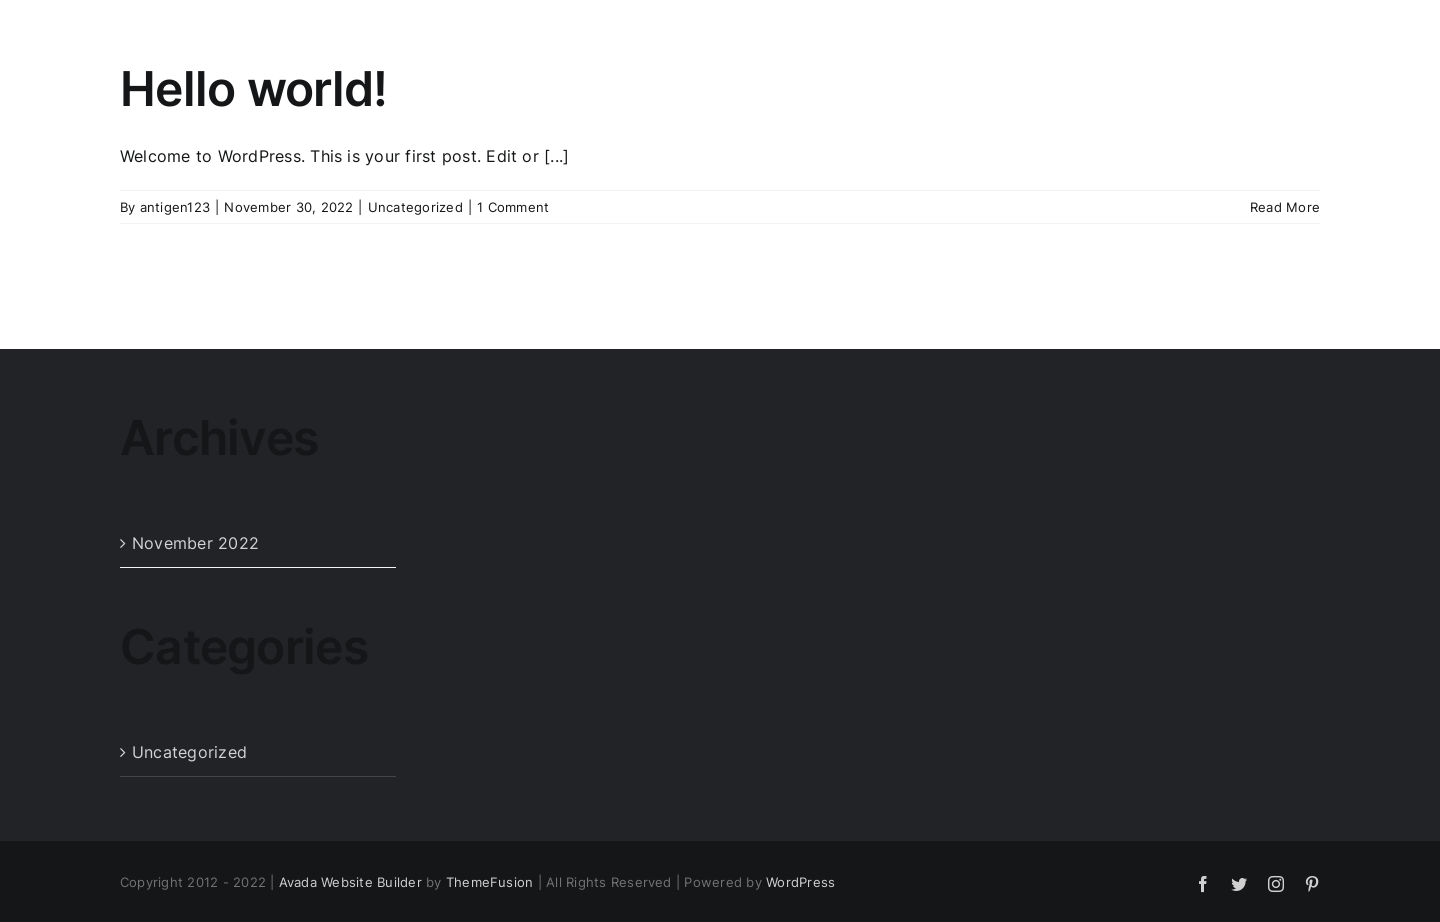 Hello world!
Welcome to WordPress. This is your first post. Edit or [...]
By antigen123 | November 30, 2022 | Uncategorized | 1 Comment
Read More
Archives
November 2022
Categories
Uncategorized
Copyright 2012 - 2022 | Avada Website Builder by ThemeFusion | All Rights Reserved | Powered by WordPress